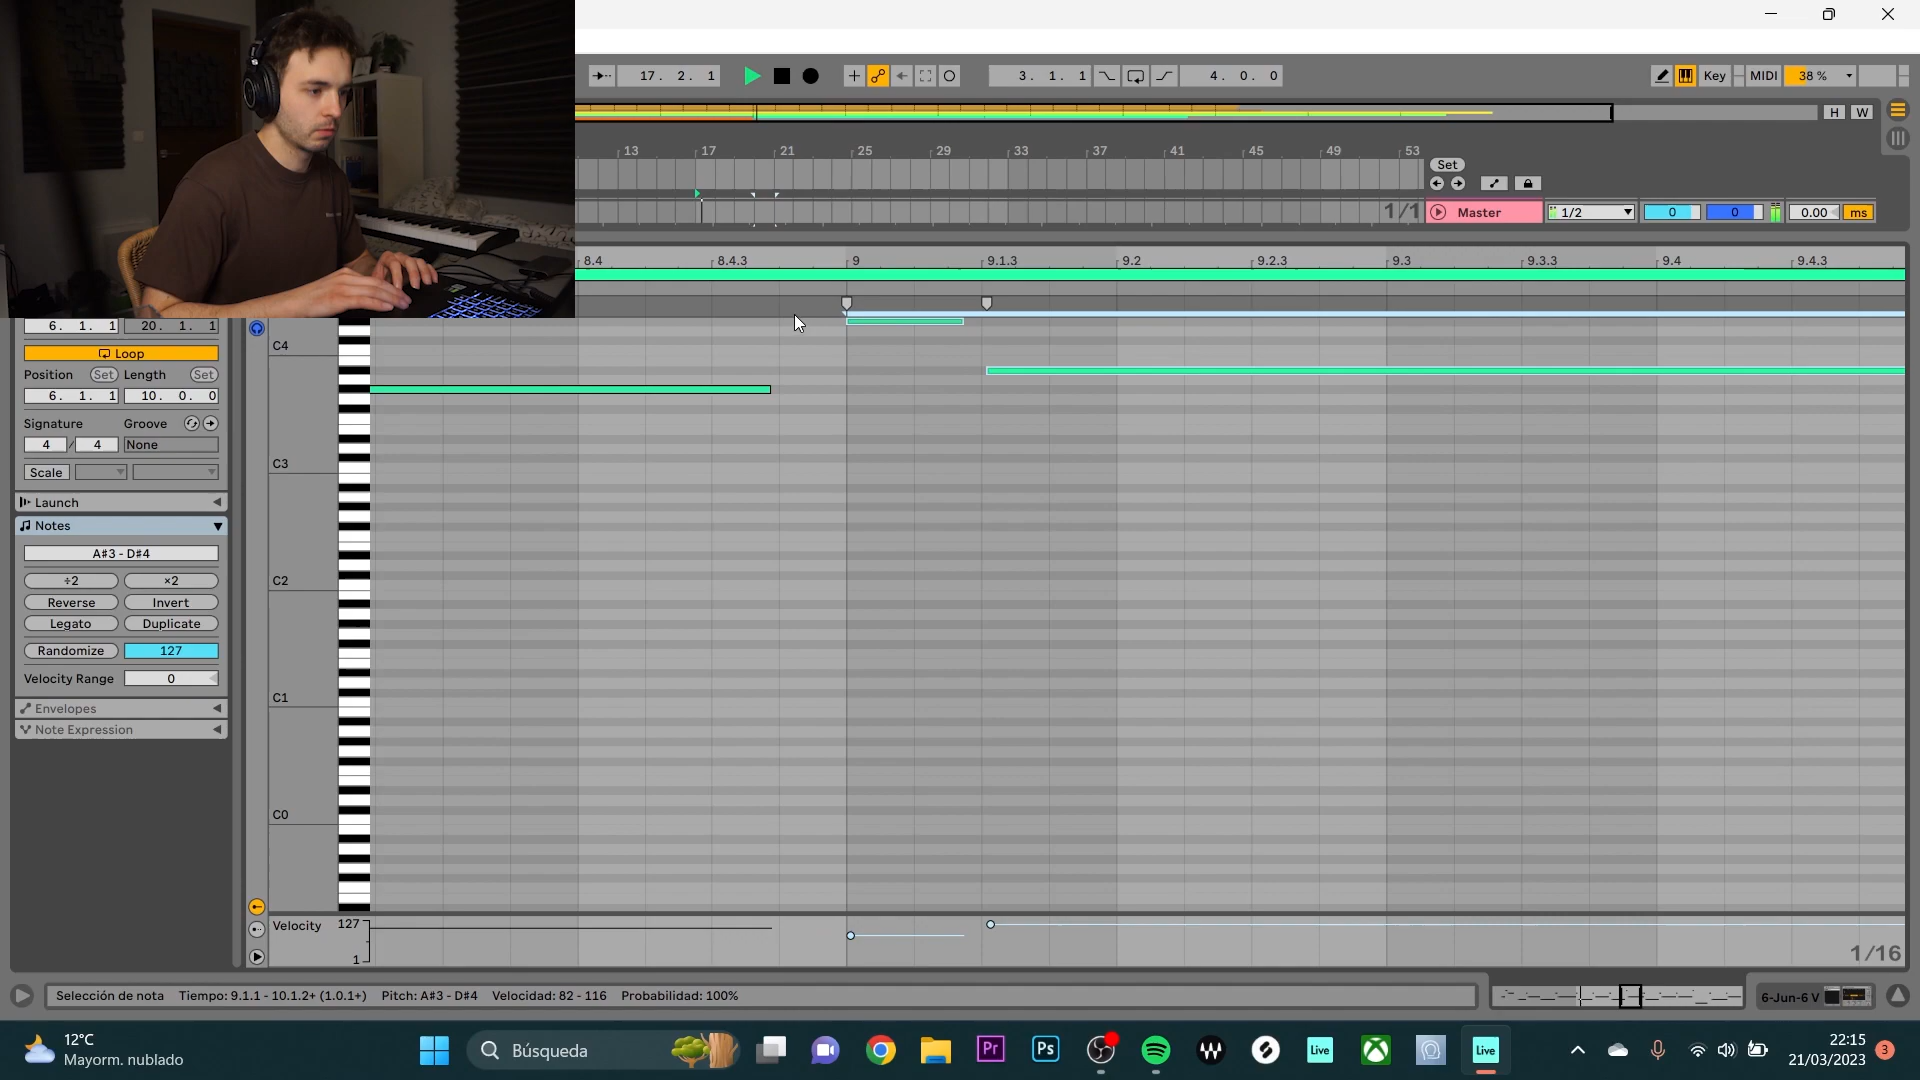 17. 2. 1
3. 1. 1
4. 0. 0
Key
MIDI
38 %
H
W
13
17
21
25
29
33
37
41
45
49
53
Set
1/1
Master
1/2
0
0
0.00
ms
8.4
8.4.3
9
9.1.3
9.2
9.2.3
9.3
9.3.3
9.4
9.4.3
6. 1. 1
20. 1. 1
Loop
Position
Set
Length
Set
6. 1. 1
10. 0. 0
Signature
Groove
4 / 4
None
Scale
Launch
Notes
A#3 - D#4
÷2
×2
Reverse
Invert
Legato
Duplicate
Randomize
127
Velocity Range
0
Envelopes
Note Expression
C4
C3
C2
C1
C0
Velocity
127
1
1/16
Selección de nota Tiempo: 9.1.1 - 10.1.2+ (1.0.1+) Pitch: A#3 - D#4 Velocidad: 82 - 116 Probabilidad: 100%
6-Jun-6 V
12°C
Mayorm. nublado
Búsqueda
Pr
Ps
Live
Live
22:15
21/03/2023
3